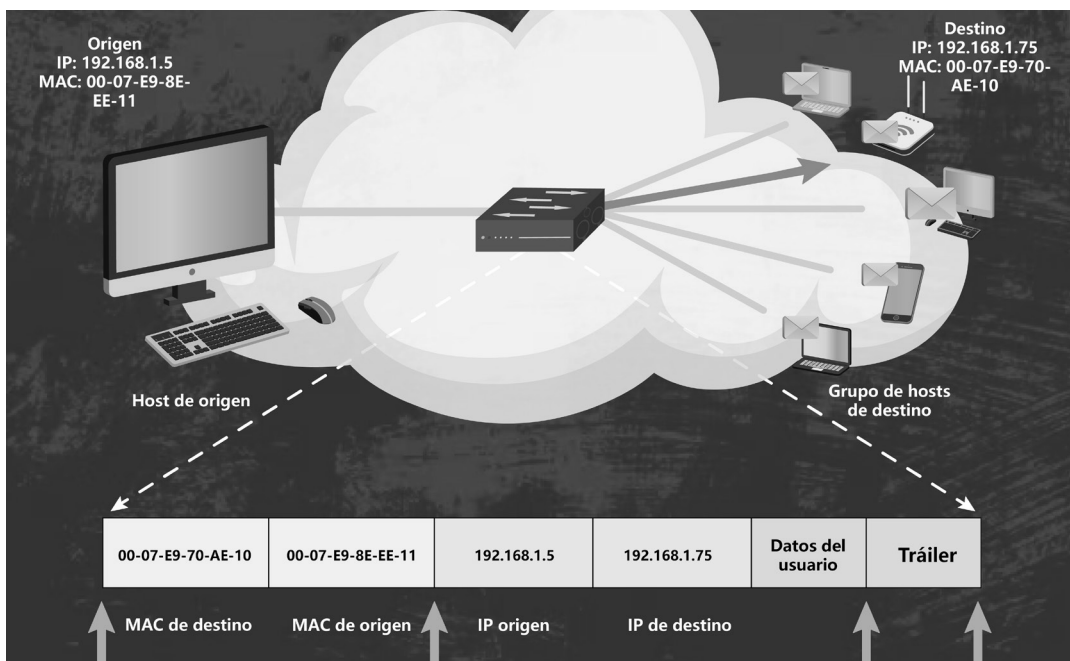 Origen
IP: 192.168.1.5
MAC: 00-07-E9-8E-
EE-11
Destino
IP: 192.168.1.75
MAC: 00-07-E9-70-
AE-10
Host de origen
Grupo de hosts
de destino
00-07-E9-70-AE-10
00-07-E9-8E-EE-11
192.168.1.5
192.168.1.75
Datos del
usuario
Tráiler
MAC de destino
MAC de origen
IP origen
IP de destino